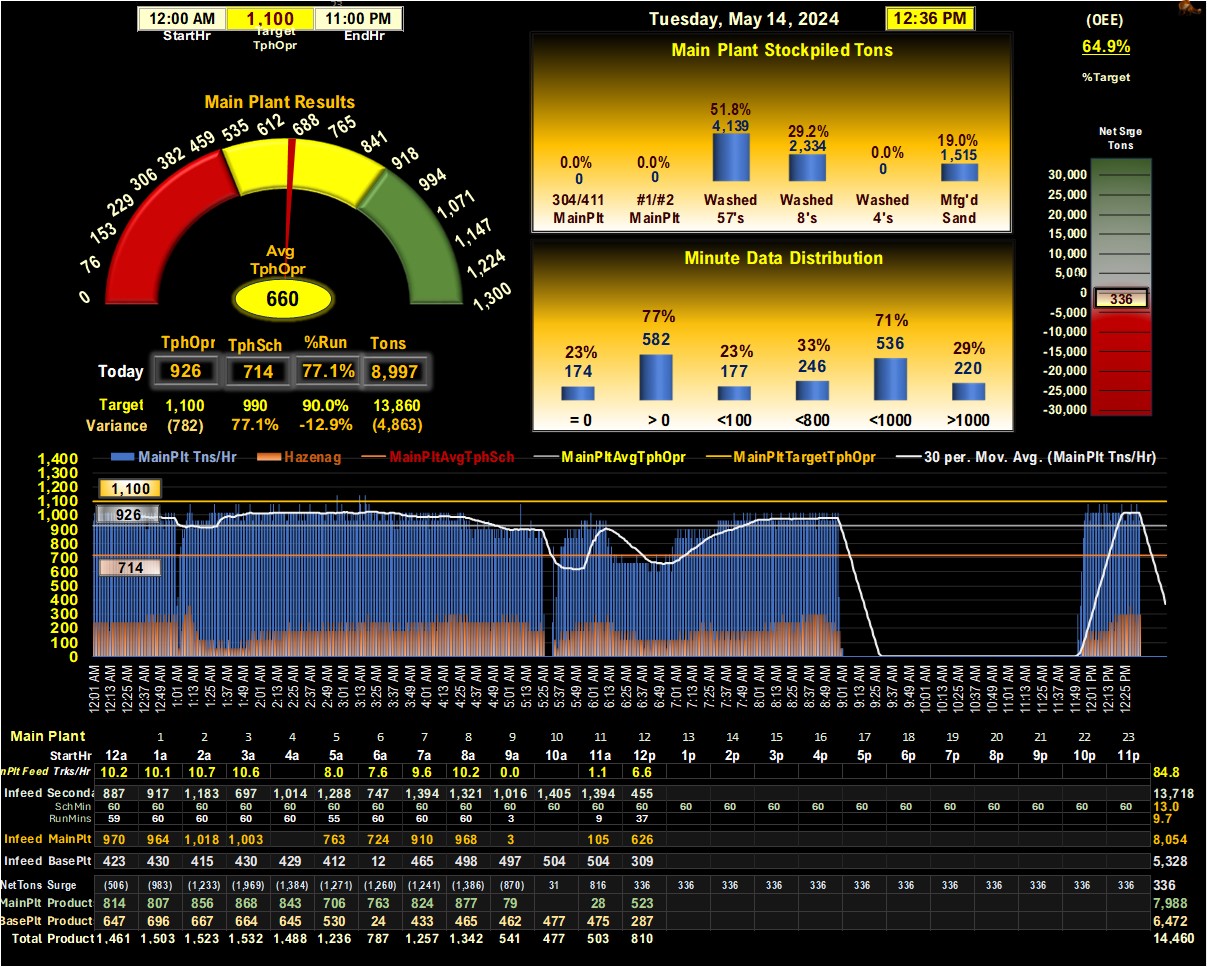 23
12:00 AM 1,100 11:00 PM
StartHr Target TphOpr EndHr
Tuesday, May 14, 2024 12:36 PM
(OEE)
64.9%
%Target
Main Plant Results
0 76 153 229 306 382 459 535 612 688 765 841 918 994 1,071 1,147 1,224 1,300
Avg
TphOpr
660
TphOpr TphSch %Run Tons
Today 926 714 77.1% 8,997
Target 1,100 990 90.0% 13,860
Variance (782) 77.1% -12.9% (4,863)
Main Plant Stockpiled Tons
0.0% 0.0% 51.8% 29.2% 0.0% 19.0%
0 0 4,139 2,334 0 1,515
304/411 #1/#2 Washed Washed Washed Mfg'd
MainPlt MainPlt 57's 8's 4's Sand
Minute Data Distribution
23% 77% 23% 33% 71% 29%
174 582 177 246 536 220
= 0 > 0 <100 <800 <1000 >1000
Net Srge
Tons
30,000
25,000
20,000
15,000
10,000
5,000
0
336
-5,000
-10,000
-15,000
-20,000
-25,000
-30,000
MainPlt Tns/Hr Hazenag MainPltAvgTphSch MainPltAvgTphOpr MainPltTargetTphOpr 30 per. Mov. Avg. (MainPlt Tns/Hr)
1,400
1,300
1,200
1,100
1,000
900
800
700
600
500
400
300
200
100
0
1,100
926
714
12:01 AM 12:13 AM 12:25 AM 12:37 AM 12:49 AM 1:01 AM 1:13 AM 1:25 AM 1:37 AM 1:49 AM 2:01 AM 2:13 AM 2:25 AM 2:37 AM 2:49 AM 3:01 AM 3:13 AM 3:25 AM 3:37 AM 3:49 AM 4:01 AM 4:13 AM 4:25 AM 4:37 AM 4:49 AM 5:01 AM 5:13 AM 5:25 AM 5:37 AM 5:49 AM 6:01 AM 6:13 AM 6:25 AM 6:37 AM 6:49 AM 7:01 AM 7:13 AM 7:25 AM 7:37 AM 7:49 AM 8:01 AM 8:13 AM 8:25 AM 8:37 AM 8:49 AM 9:01 AM 9:13 AM 9:25 AM 9:37 AM 9:49 AM 10:01 AM 10:13 AM 10:25 AM 10:37 AM 10:49 AM 11:01 AM 11:13 AM 11:25 AM 11:37 AM 11:49 AM 12:01 PM 12:13 PM 12:25 PM
Main Plant 1 2 3 4 5 6 7 8 9 10 11 12 13 14 15 16 17 18 19 20 21 22 23
StartHr 12a 1a 2a 3a 4a 5a 6a 7a 8a 9a 10a 11a 12p 1p 2p 3p 4p 5p 6p 7p 8p 9p 10p 11p
nPlt Feed Trks/Hr 10.2 10.1 10.7 10.6 8.0 7.6 9.6 10.2 0.0 1.1 6.6 84.8
Infeed Seconda 887 917 1,183 697 1,014 1,288 747 1,394 1,321 1,016 1,405 1,394 455 13,718
SchMin 60 60 60 60 60 60 60 60 60 60 60 60 60 60 60 60 60 60 60 60 60 60 60 13.0
RunMins 59 60 60 60 55 60 60 60 3 9 37 9.7
Infeed MainPlt 970 964 1,018 1,003 763 724 910 968 3 105 626 8,054
Infeed BasePlt 423 430 415 430 429 412 12 465 498 497 504 504 309 5,328
NetTons Surge (506) (983) (1,233) (1,969) (1,384) (1,271) (1,260) (1,241) (1,386) (870) 31 816 336 336 336 336 336 336 336 336 336 336 336 336 336
MainPlt Product 814 807 856 868 843 706 763 824 877 79 28 523 7,988
BasePlt Product 647 696 667 664 645 530 24 433 465 462 477 475 287 6,472
Total Product 1,461 1,503 1,523 1,532 1,488 1,236 787 1,257 1,342 541 477 503 810 14,460